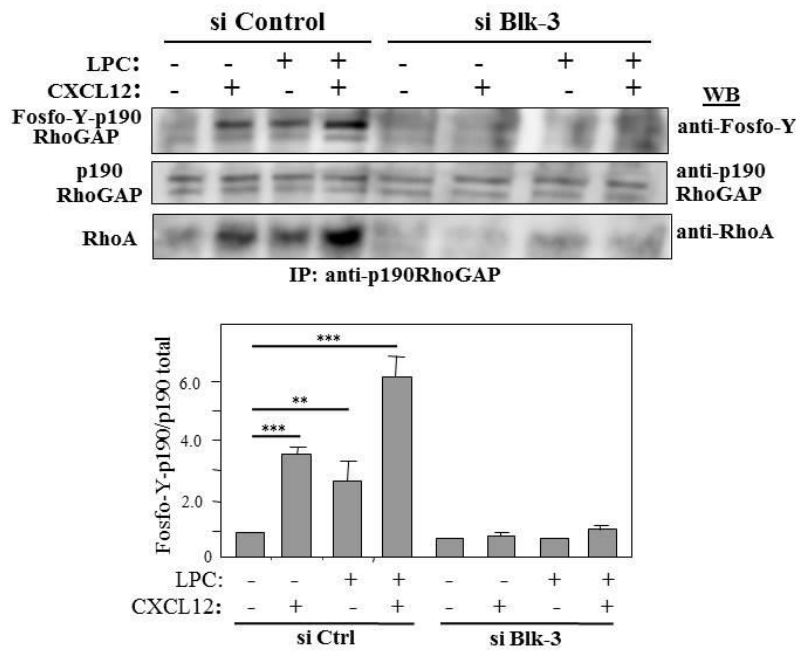 si Control si Blk-3
LPC: - - + + - - + +
CXCL12: - + - + - + - +
WB
Fosfo-Y-p190
RhoGAP
anti-Fosfo-Y
p190
RhoGAP
anti-p190
RhoGAP
RhoA
anti-RhoA
IP: anti-p190RhoGAP
Fosfo-Y-p190/p190 total
6.0
4.0
2.0
0
***
**
***
LPC: - - + + - - + +
CXCL12: - + - + - + - +
si Ctrl si Blk-3